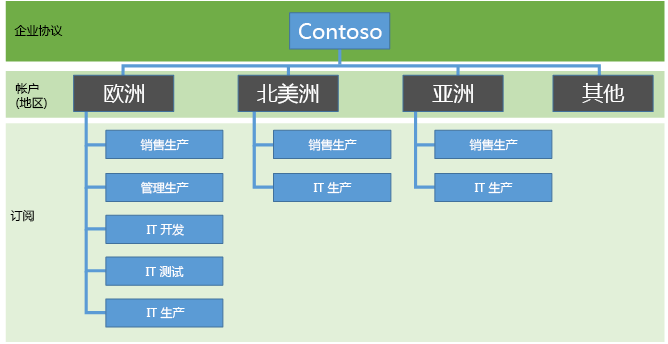 企业协议
Contoso
帐户
(地区)
欧洲
北美洲
亚洲
其他
订阅
销售生产
管理生产
IT 开发
IT 测试
IT 生产
销售生产
IT 生产
销售生产
IT 生产